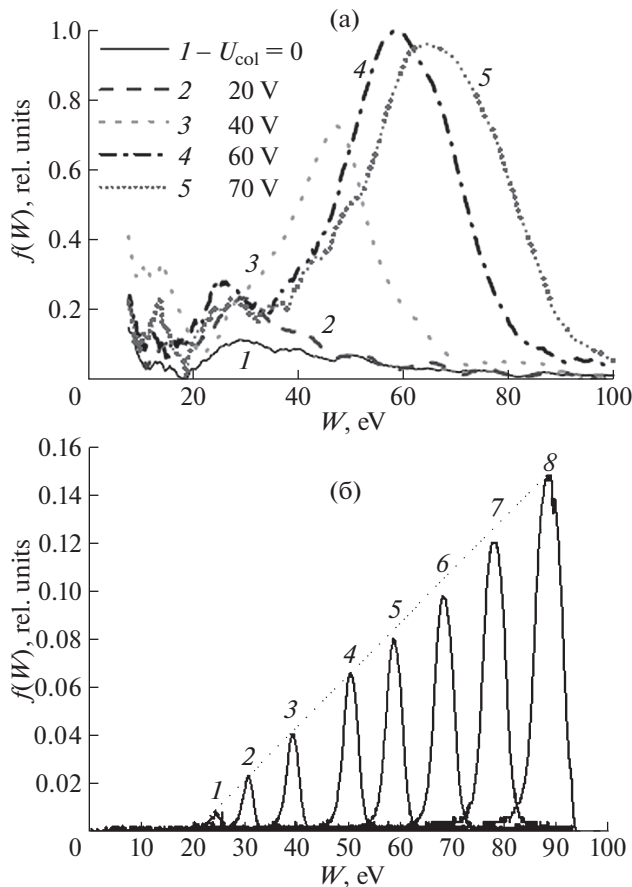 (а)
1.0
0.8
0.6
0.4
0.2
0
f(W), rel. units
1 – U_col = 0
2 20 V
3 40 V
4 60 V
5 70 V
4
5
3
2
1
20 40 60 80 100
W, eV
(б)
0.16
0.14
0.12
0.10
0.08
0.06
0.04
0.02
0.00
f(W), rel. units
1
2
3
4
5
6
7
8
0 10 20 30 40 50 60 70 80 90 100
W, eV